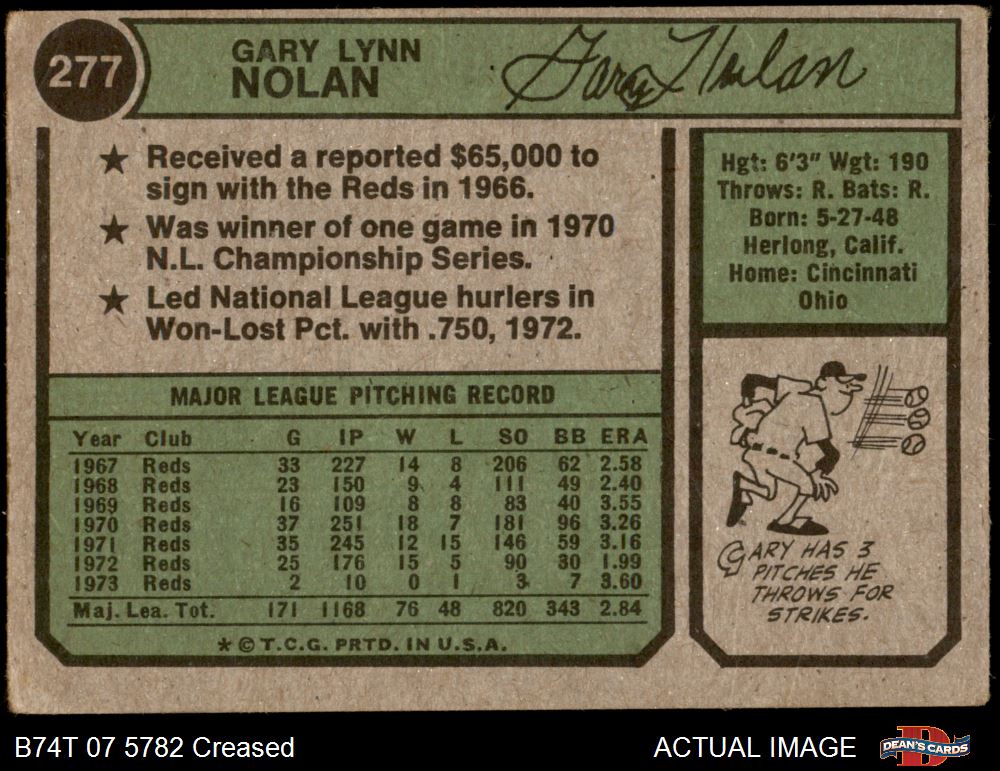 277
GARY LYNN
NOLAN
Gary Nolan
★ Received a reported $65,000 to
sign with the Reds in 1966.
★ Was winner of one game in 1970
N.L. Championship Series.
★ Led National League hurlers in
Won-Lost Pct. with .750, 1972.
Hgt: 6'3" Wgt: 190
Throws: R. Bats: R.
Born: 5-27-48
Herlong, Calif.
Home: Cincinnati
Ohio
MAJOR LEAGUE PITCHING RECORD
Year Club G IP W L SO BB ERA
1967 Reds 33 227 14 8 206 62 2.58
1968 Reds 23 150 9 4 111 49 2.40
1969 Reds 16 109 8 8 83 40 3.55
1970 Reds 37 251 18 7 181 96 3.26
1971 Reds 35 245 12 15 146 59 3.16
1972 Reds 25 176 15 5 90 30 1.99
1973 Reds 2 10 0 1 3 7 3.60
Maj. Lea. Tot. 171 1168 76 48 820 343 2.84
*© T.C.G. PRTD. IN U.S.A.
GARY HAS 3
PITCHES HE
THROWS FOR
STRIKES.
B74T 07 5782 Creased
ACTUAL IMAGE
DEAN'S CARDS